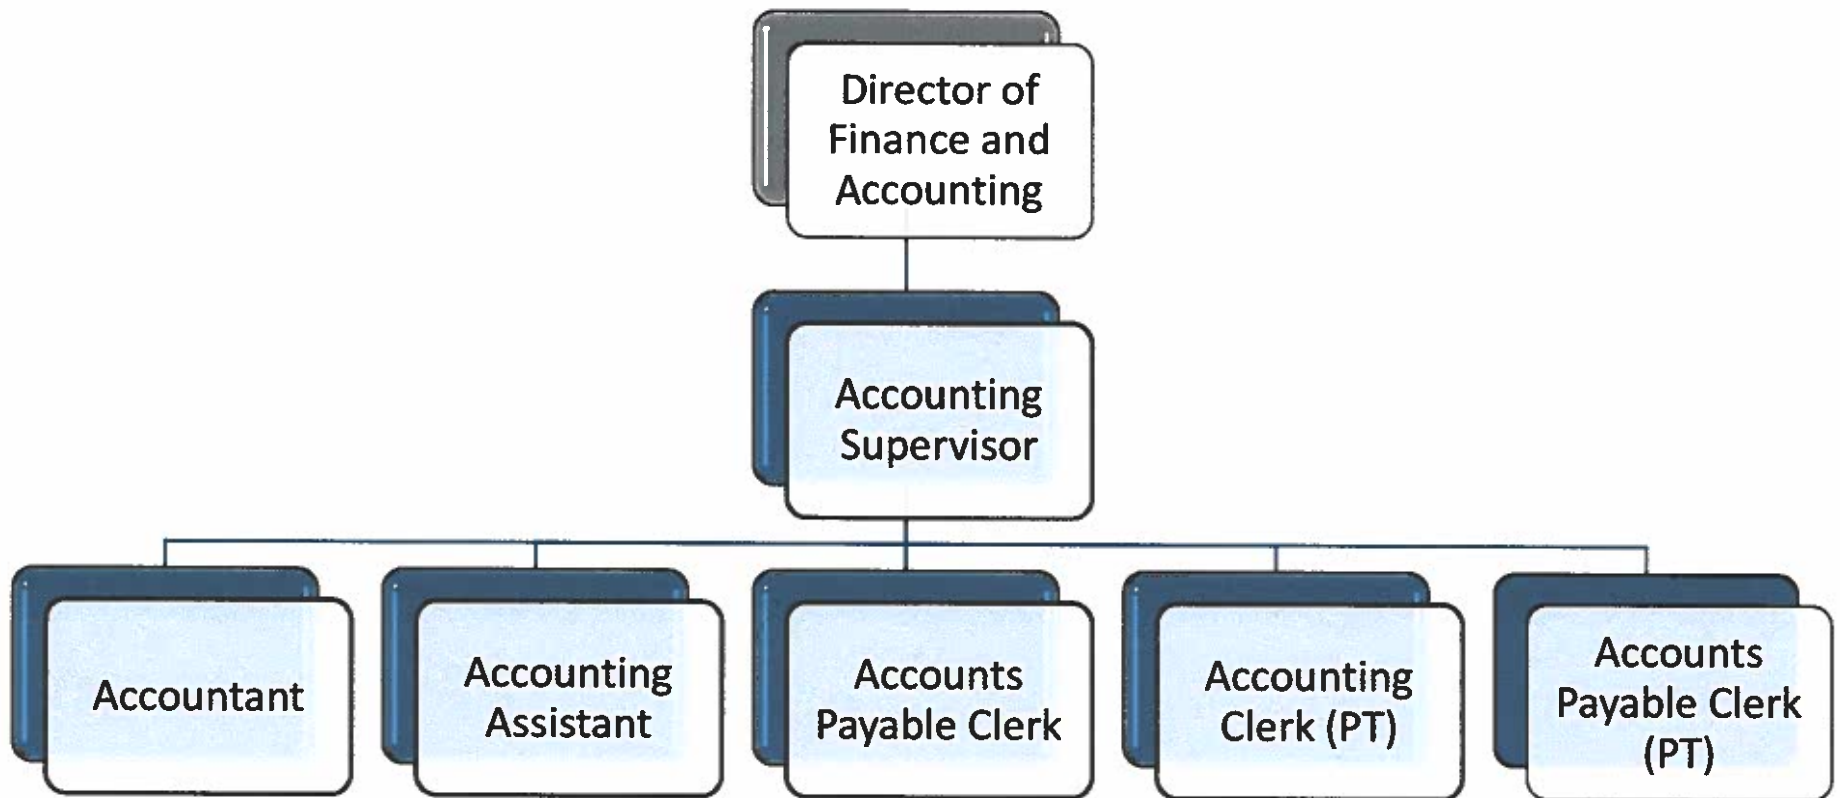 Director of
Finance and
Accounting
Accounting
Supervisor
Accountant
Accounting
Assistant
Accounts
Payable Clerk
Accounting
Clerk (PT)
Accounts
Payable Clerk
(PT)